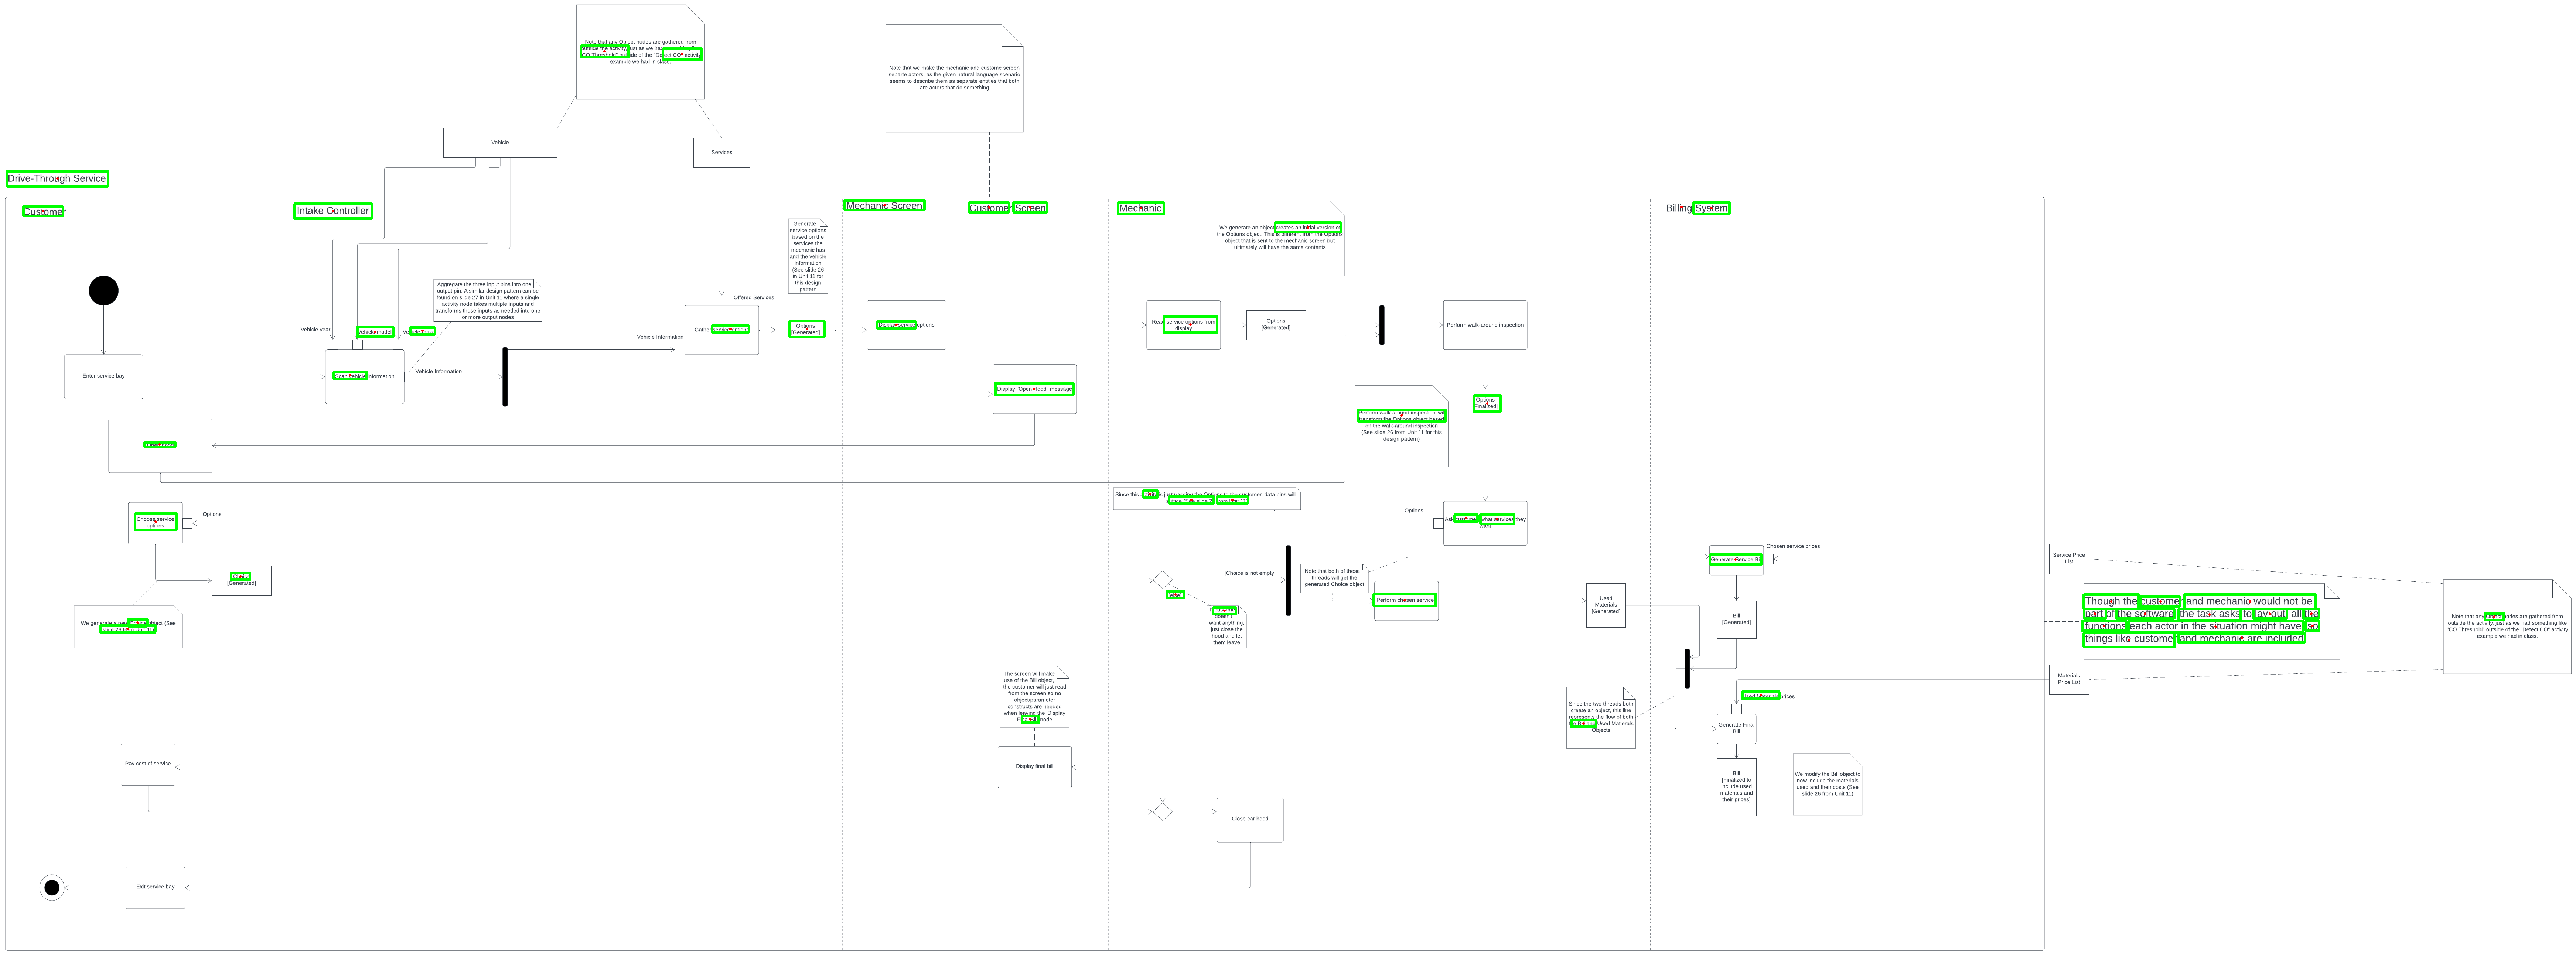 Note that any Object nodes are gathered from
outside the activity, just as we had something like
"CO Threshold" outside of the "Detect CO" activity
example we had in class.
Note that we make the mechanic and custome screen
separte actors, as the given natural language scenario
seems to describe them as separate entities that both
are actors that do something
Vehicle
Services
Drive-Through Service
Customer
Intake Controller
Mechanic Screen
Customer Screen
Mechanic
Billing System
We generate an object creates an initial version of
the Options object. This is different from the Options
object that is sent to the mechanic screen but
ultimately will have the same contents
Generate
service options
based on the
services the
mechanic has
and the vehicle
information
(See slide 26
in Unit 11 for
this design
pattern
Aggregate the three input pins into one
output pin. A similar design pattern can be
found on slide 27 in Unit 11 where a single
activity node takes multiple inputs and
transforms those inputs as needed into one
or more output nodes
Offered Services
Vehicle year
Vehicle model
Vehicle make
Gather service options
Options
[Generated]
Display service options
Read service options from
display
Options
[Generated]
Perform walk-around inspection
Vehicle Information
Enter service bay
Scan vehicle information
Vehicle Information
Display "Open Hood" message
Options
Finalized]
Perform walk-around inspection will
transform the Options object based
on the walk-around inspection
(See slide 26 from Unit 11 for this
design pattern)
Open hood
Since this action is just passing the Options to the customer, data pins will
suffice (See slide 24 from Unit 11)
Choose service
options
Options
Options
Ask customer what services they
want
Chosen service prices
Generate Service Bill
Service Price
List
Choice
[Generated]
[Choice is not empty]
Note that both of these
threads will get the
generated Choice object
[else]
Perform chosen service
Used
Materials
[Generated]
If customer
doesn't
want anything,
just close the
hood and let
them leave
Bill
[Generated]
We generate a new Choice object (See
slide 26 from Unit 11)
Though the customer and mechanic would not be
part of the software, the task asks to lay out all the
functions each actor in the situation might have, so
things like customer and mechanic are included
Note that any Object nodes are gathered from
outside the activity, just as we had something like
"CO Threshold" outside of the "Detect CO" activity
example we had in class.
Materials
Price List
Used Materials prices
The screen will make
use of the Bill object,
the customer will just read
from the screen so no
object/parameter
constructs are needed
when leaving the 'Display
Final Bill' node
Since the two threads both
create an object, this line
represents the flow of both
the Bill and Used Materials
Objects
Generate Final
Bill
Pay cost of service
Display final bill
Bill
[Finalized to
include used
materials and
their prices]
We modify the Bill object to
now include the materials
used and their costs (See
slide 26 from Unit 11)
Close car hood
Exit service bay